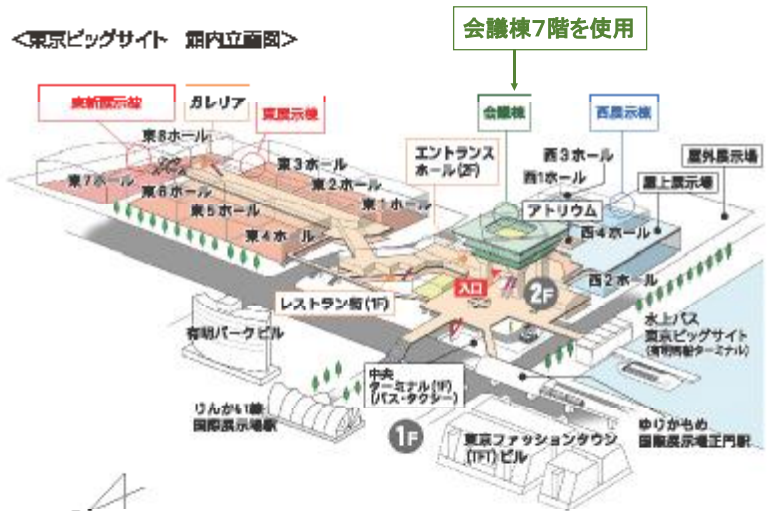 会議棟7階を使用
<東京ビッグサイト 館内立面図>
東新展示棟
ガレリア
東展示棟
会議棟
西展示棟
東8ホール
東7ホール
東6ホール
東5ホール
東4ホール
東3ホール
東2ホール
東1ホール
エントランス
ホール(2F)
西3ホール
西1ホール
アトリウム
屋外展示場
屋上展示場
西4ホール
西2ホール
入口
2F
レストラン街(1F)
有明パークビル
水上バス
東京ビッグサイト
(有明客船ターミナル)
中央
ターミナル(1F)
(バス・タクシー)
りんかい線
国際展示場駅
1F
東京ファッションタウン
(TFT)ビル
ゆりかもめ
国際展示場正門駅